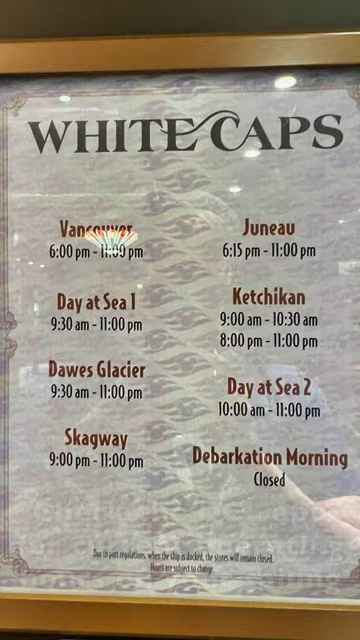 WHITE CAPS
Vancouver
6:00 pm - 11:00 pm
Day at Sea 1
9:30 am - 11:00 pm
Dawes Glacier
9:30 am - 11:00 pm
Skagway
9:00 pm - 11:00 pm
Juneau
6:15 pm - 11:00 pm
Ketchikan
9:00 am - 10:30 am
8:00 pm - 11:00 pm
Day at Sea 2
10:00 am - 11:00 pm
Debarkation Morning
Closed
Due to port regulations, when the ship is docked, the stores will remain closed.
Hours are subject to change.